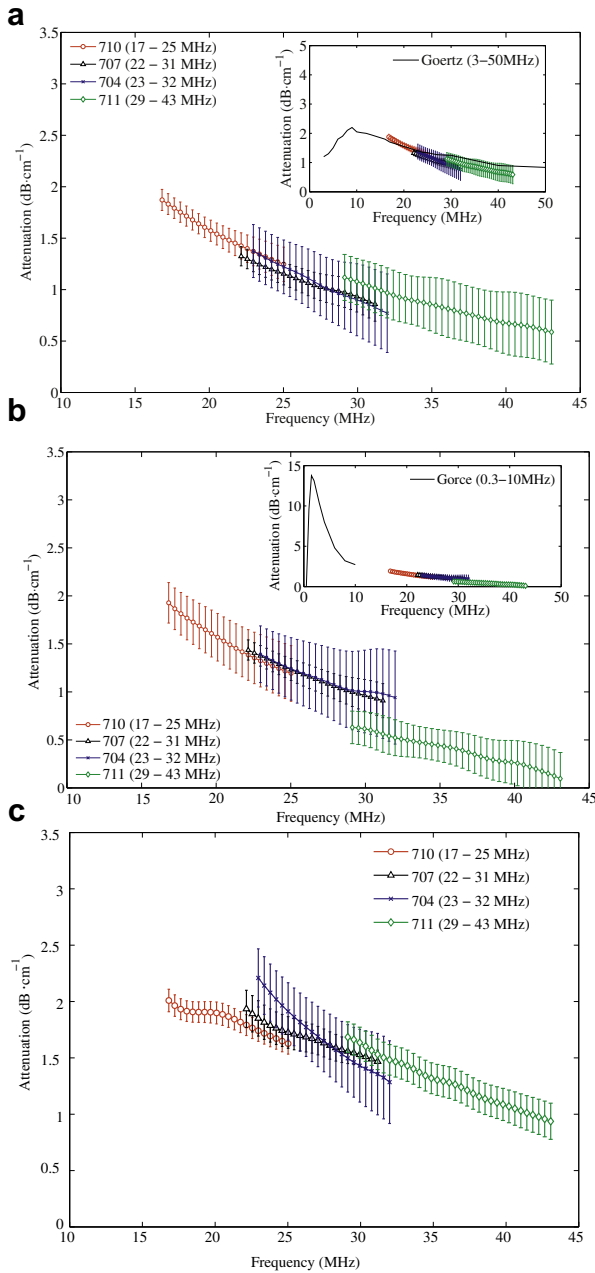 a
3.5
3
2.5
2
1.5
1
0.5
0
Attenuation (dB·cm⁻¹)
710 (17 − 25 MHz)
707 (22 − 31 MHz)
704 (23 − 32 MHz)
711 (29 − 43 MHz)
4
3
2
1
0
Attenuation (dB·cm⁻¹)
Goertz (3−50MHz)
0 10 20 30 40 50
Frequency (MHz)
10 15 20 25 30 35 40 45
Frequency (MHz)
b
3.5
3
2.5
2
1.5
1
0.5
0
Attenuation (dB·cm⁻¹)
15
10
5
0
Attenuation (dB·cm⁻¹)
Gorce (0.3−10MHz)
0 10 20 30 40 50
Frequency (MHz)
710 (17 − 25 MHz)
707 (22 − 31 MHz)
704 (23 − 32 MHz)
711 (29 − 43 MHz)
10 15 20 25 30 35 40 45
Frequency (MHz)
c
3.5
3
2.5
2
1.5
1
0.5
0
Attenuation (dB ·cm⁻¹)
710 (17 − 25 MHz)
707 (22 − 31 MHz)
704 (23 − 32 MHz)
711 (29 − 43 MHz)
10 15 20 25 30 35 40 45
Frequency (MHz)